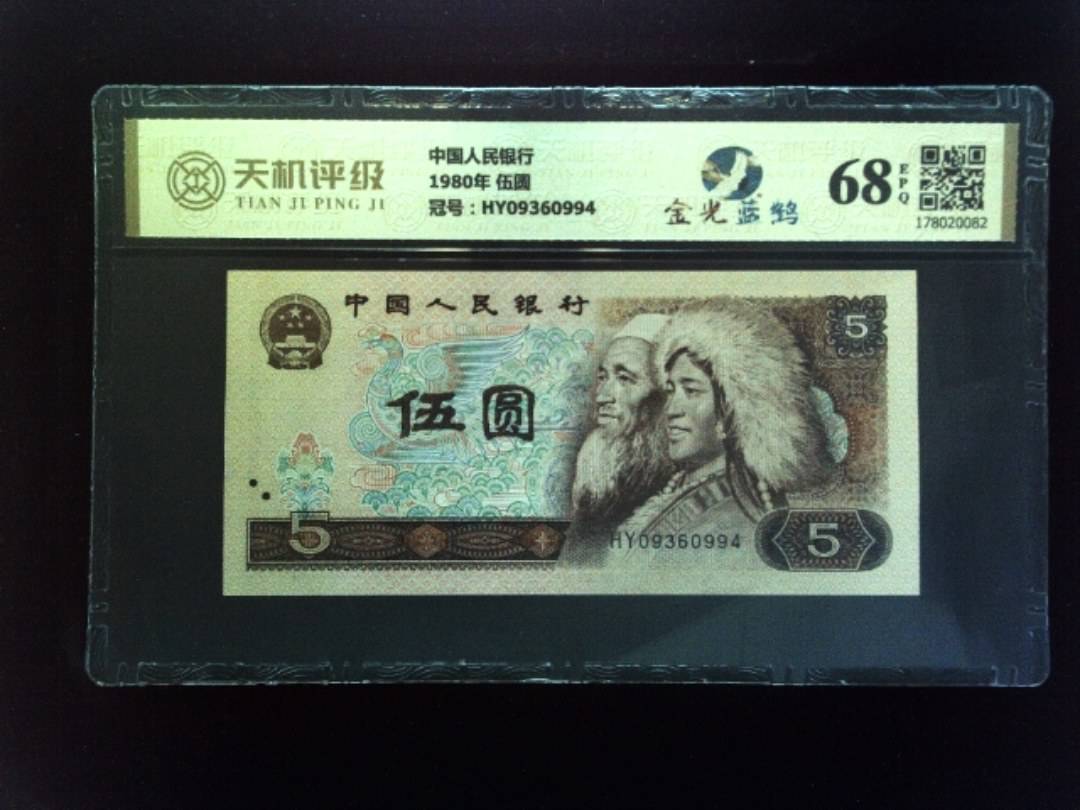 天机评级
TIAN JI PING JI
中国人民银行
1980年 伍圆
冠号：HY09360994
金光蓝鹤
68
EPQ
178020082
中国人民银行
5
伍圆
5
HY09360994
5